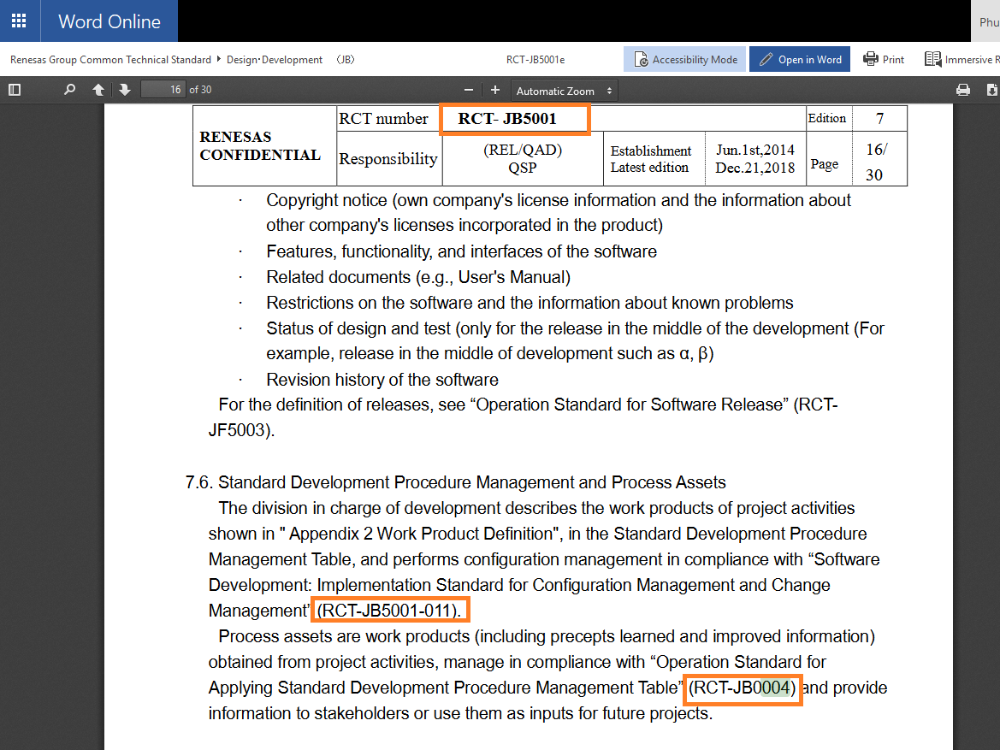 Word Online
Phu
Renesas Group Common Technical Standard Design･Development 〈JB〉
RCT-JB5001e
Accessibility Mode
Open in Word
Print
Immersive R
16 of 30
Automatic Zoom
RENESAS
CONFIDENTIAL
RCT number
RCT- JB5001
Edition
7
Responsibility
(REL/QAD)
QSP
Establishment
Latest edition
Jun.1st,2014
Dec.21,2018
Page
16/
30
· Copyright notice (own company's license information and the information about
other company's licenses incorporated in the product)
· Features, functionality, and interfaces of the software
· Related documents (e.g., User's Manual)
· Restrictions on the software and the information about known problems
· Status of design and test (only for the release in the middle of the development (For
example, release in the middle of development such as α, β)
· Revision history of the software
For the definition of releases, see “Operation Standard for Software Release” (RCT-
JF5003).
7.6. Standard Development Procedure Management and Process Assets
The division in charge of development describes the work products of project activities
shown in " Appendix 2 Work Product Definition", in the Standard Development Procedure
Management Table, and performs configuration management in compliance with “Software
Development: Implementation Standard for Configuration Management and Change
Management” (RCT-JB5001-011).
Process assets are work products (including precepts learned and improved information)
obtained from project activities, manage in compliance with “Operation Standard for
Applying Standard Development Procedure Management Table” (RCT-JB0004) and provide
information to stakeholders or use them as inputs for future projects.